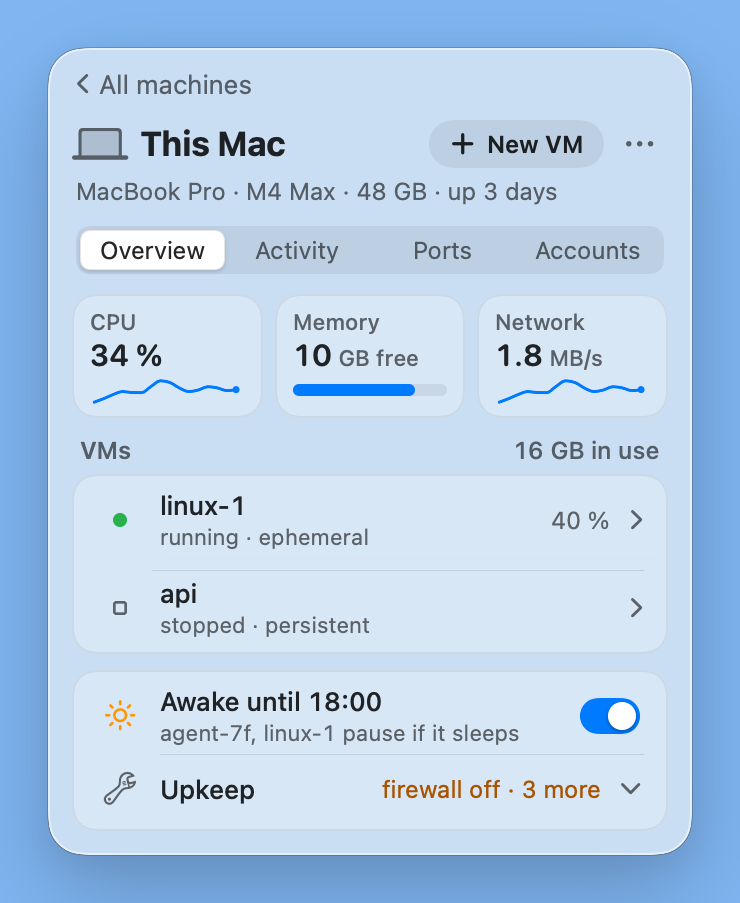 All machines
This Mac
New VM
MacBook Pro · M4 Max · 48 GB · up 3 days
Overview Activity Ports Accounts
CPU Memory Network
34 % 10 GB free 1.8 MB/s
VMs 16 GB in use
linux-1
running · ephemeral
40 %
api
stopped · persistent
Awake until 18:00
agent-7f, linux-1 pause if it sleeps
Upkeep firewall off · 3 more